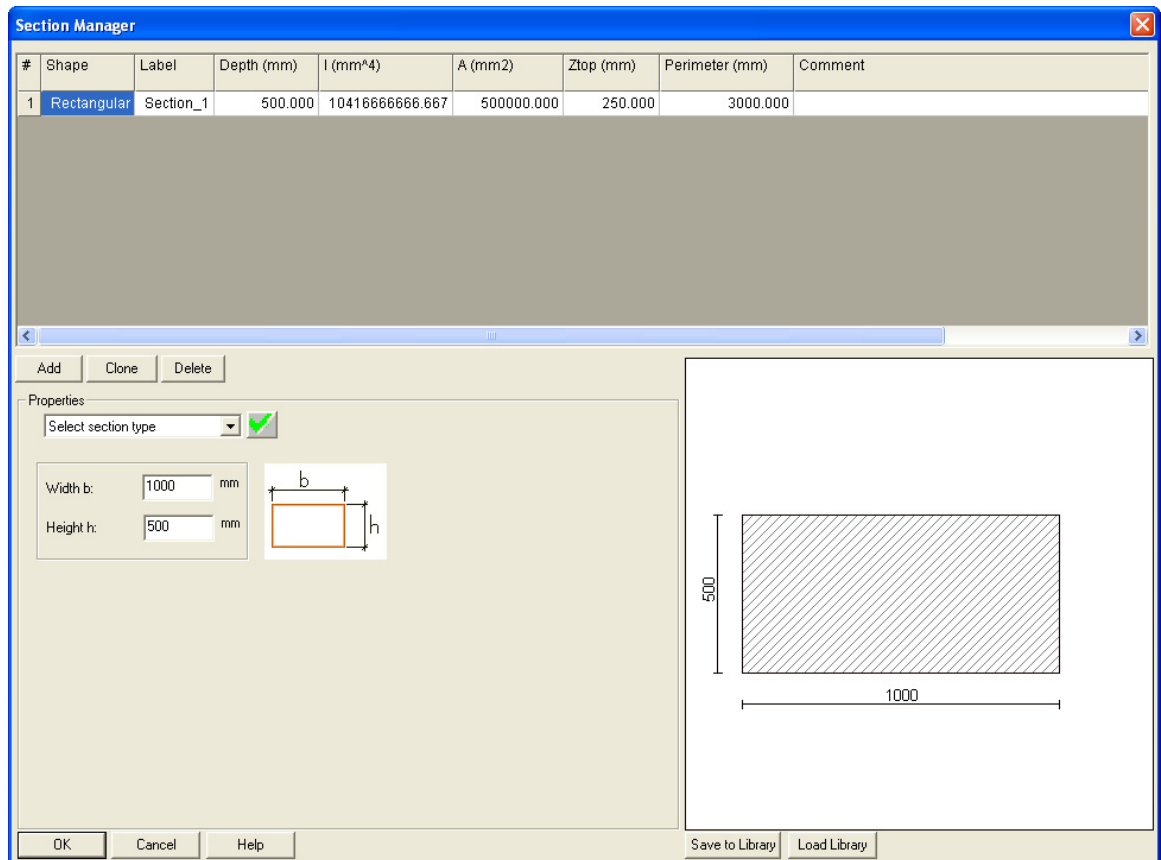 Section Manager
# Shape Label Depth (mm) I (mm^4) A (mm2) Ztop (mm) Perimeter (mm) Comment
1 Rectangular Section_1 500.000 10416666666.667 500000.000 250.000 3000.000
Add Clone Delete
Properties
Select section type
Width b: 1000 mm
Height h: 500 mm
b
h
500
1000
OK Cancel Help Save to Library Load Library